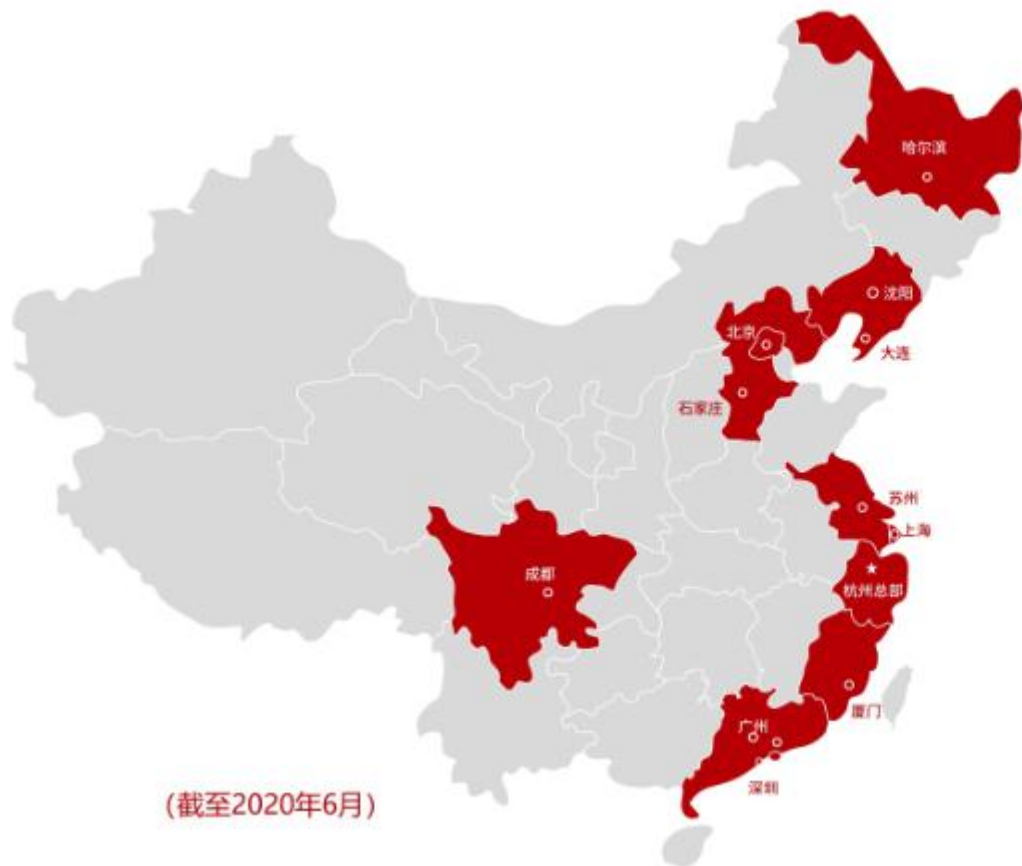 哈尔滨
沈阳
北京
大连
石家庄
苏州
上海
成都
杭州总部
厦门
广州
深圳
(截至2020年6月)